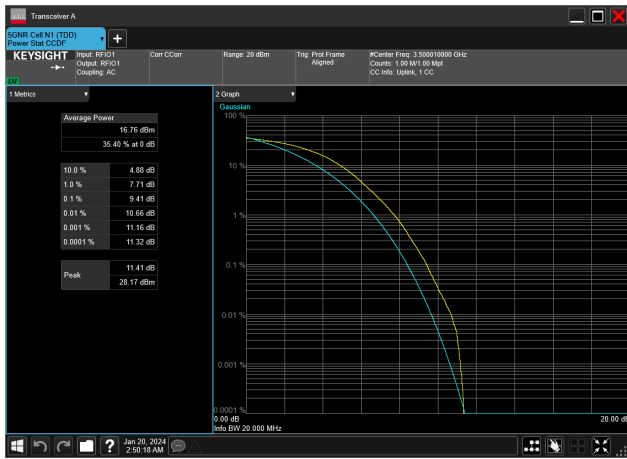 Transceiver A
5GNR Cell N1 (TDD)
Power Stat CCDF
+
KEYSIGHT
LXI
Input: RFIO1
Output: RFIO1
Coupling: AC
Corr CCorr
Range: 20 dBm
Trig: Prot Frame
Aligned
#Center Freq: 3.500010000 GHz
Counts: 1.00 M/1.00 Mpt
CC Info: Uplink, 1 CC
1 Metrics
Average Power
16.76 dBm
35.40 % at 0 dB
10.0 % 4.88 dB
1.0 % 7.71 dB
0.1 % 9.41 dB
0.01 % 10.66 dB
0.001 % 11.16 dB
0.0001 % 11.32 dB
Peak
11.41 dB
28.17 dBm
2 Graph
Gaussian
100 %
10 %
1 %
0.1 %
0.01 %
0.001 %
0.0001 %
0.00 dB
20.00 dB
Info BW 20.000 MHz
?
Jan 20, 2024
2:50:18 AM